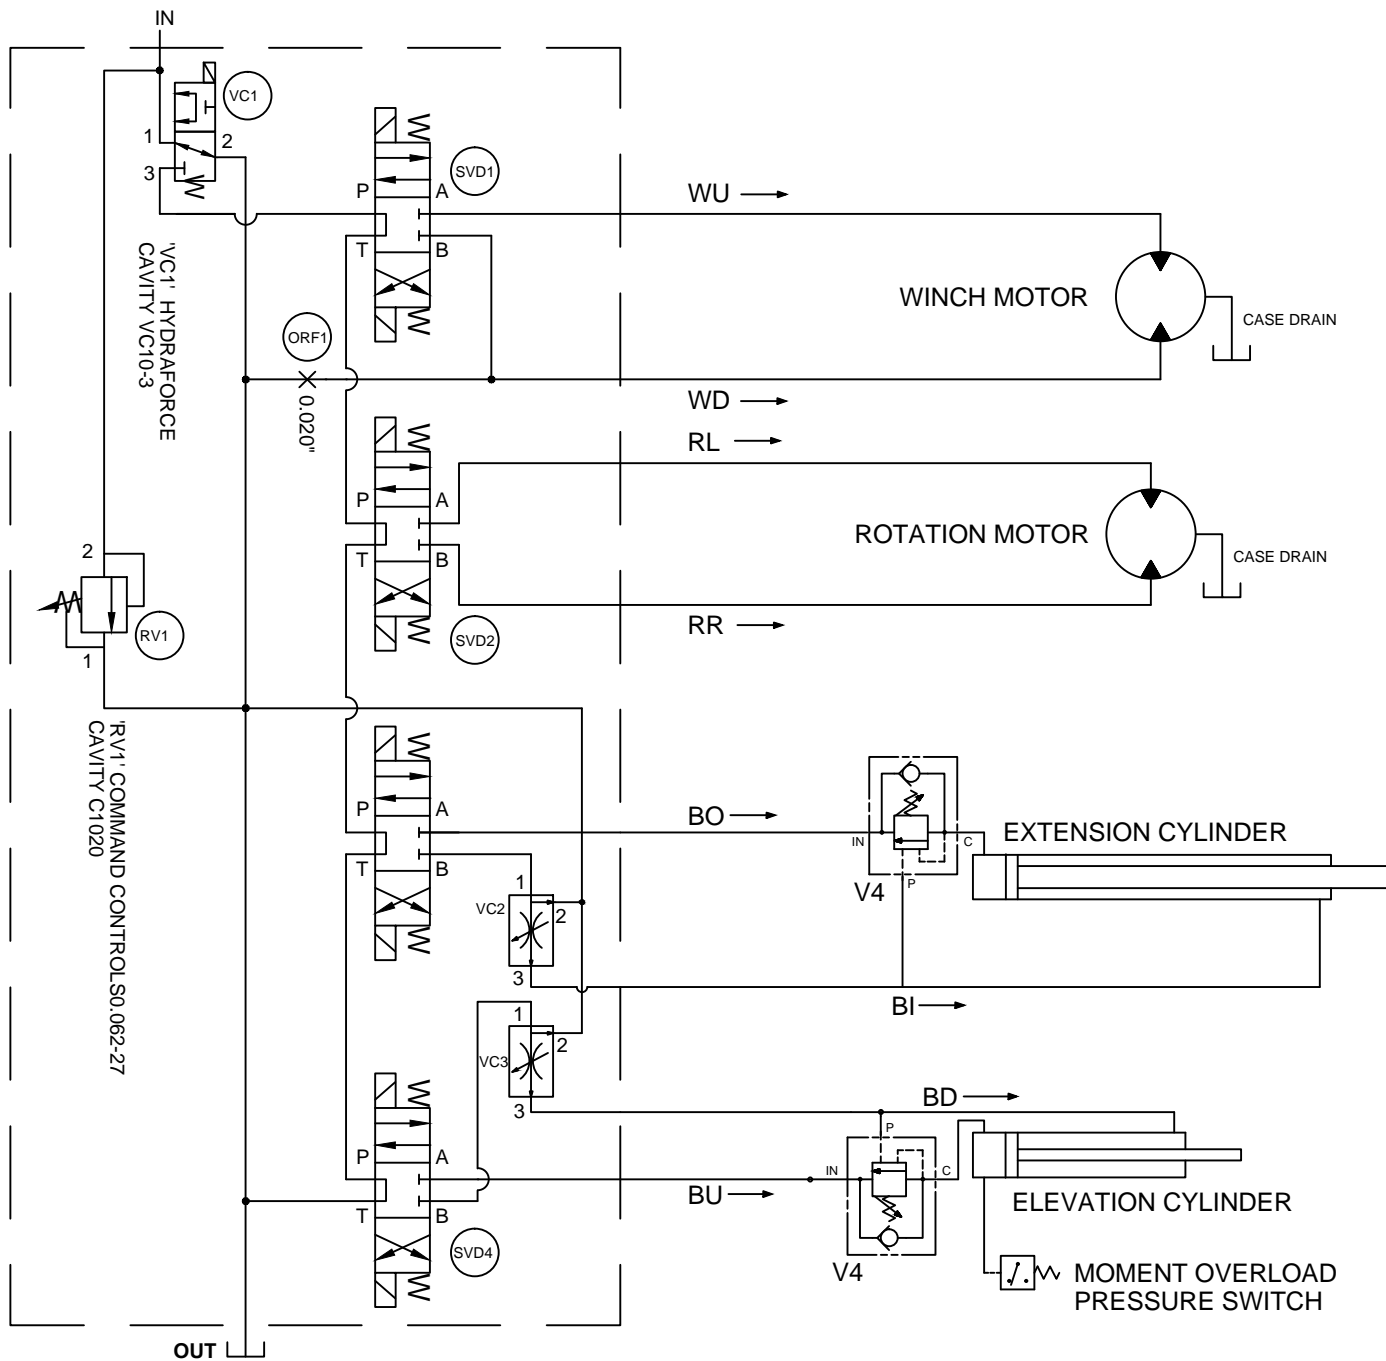 IN
VC1
1
2
3
SVD1
P
A
T
B
WU
WINCH MOTOR
CASE DRAIN
'VC1' HYDRAFORCE
CAVITY VC10-3
ORF1
0.020"
WD
RL
P
A
T
B
ROTATION MOTOR
CASE DRAIN
RR
SVD2
2
RV1
1
'RV1' COMMAND CONTROLS0.062-27
CAVITY C1020
P
A
T
B
BO
IN
C
P
V4
EXTENSION CYLINDER
1
VC2
2
3
BI
1
VC3
2
3
BD
P
A
T
B
SVD4
BU
P
IN
C
V4
ELEVATION CYLINDER
MOMENT OVERLOAD
PRESSURE SWITCH
OUT